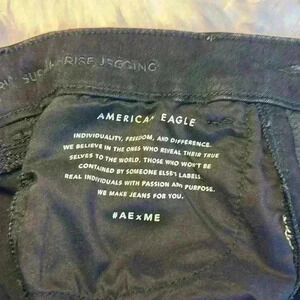 RISE JEGGING
AMERICAN EAGLE
INDIVIDUALITY, FREEDOM, AND DIFFERENCE.
WE BELIEVE IN THE ONES WHO REVEAL THEIR TRUE
SELVES TO THE WORLD, THOSE WHO WON'T BE
CONTAINED BY SOMEONE ELSE'S LABELS.
REAL INDIVIDUALS WITH PASSION AND PURPOSE.
WE MAKE JEANS FOR YOU.
#AExME